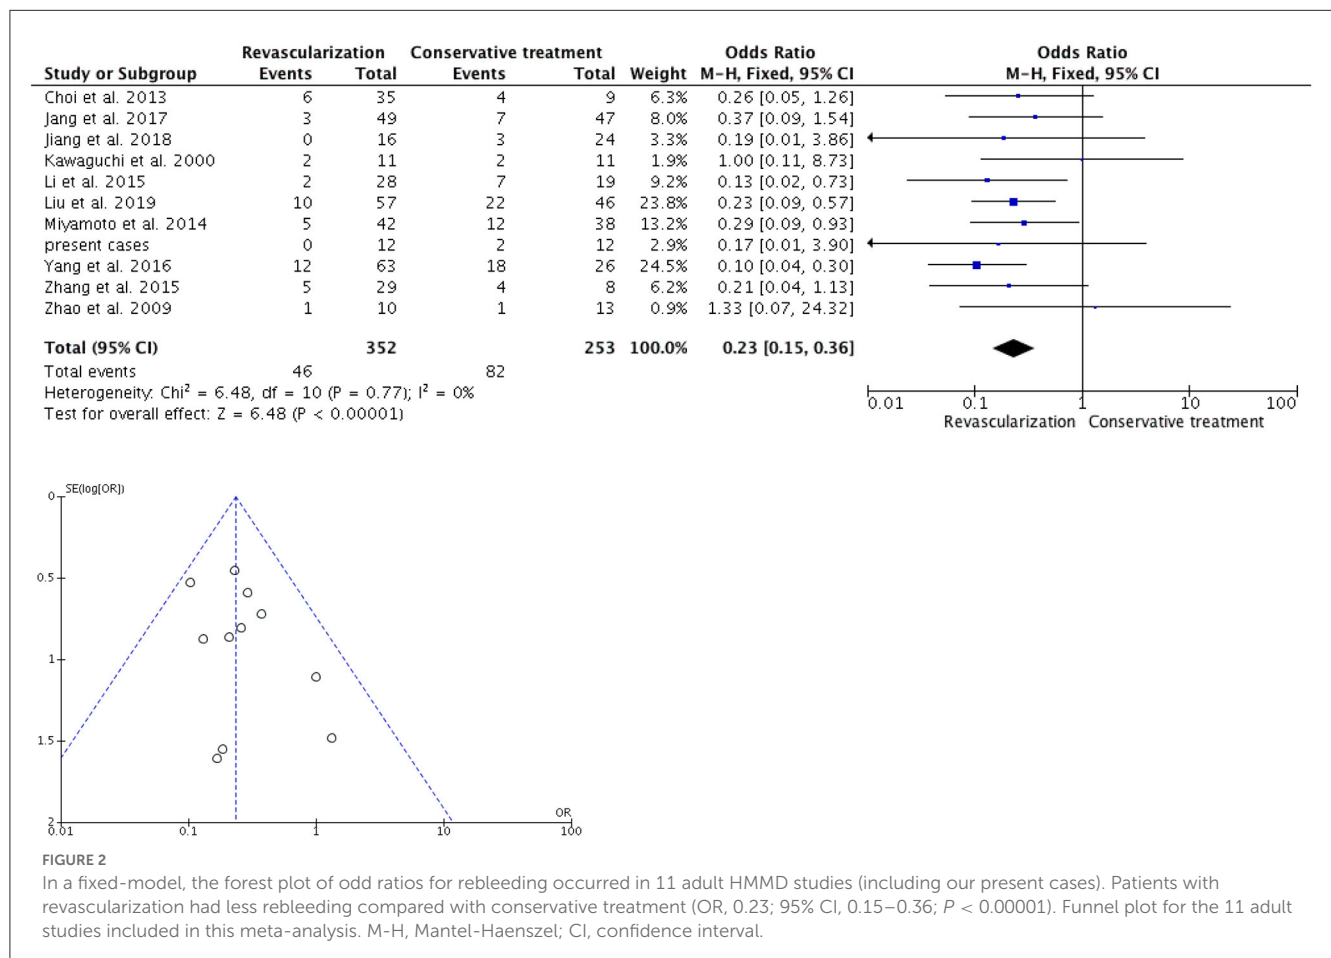 Revascularization Conservative treatment Odds Ratio Odds Ratio
Study or Subgroup Events Total Events Total Weight M-H, Fixed, 95% CI M-H, Fixed, 95% CI
Choi et al. 2013 6 35 4 9 6.3% 0.26 [0.05, 1.26]
Jang et al. 2017 3 49 7 47 8.0% 0.37 [0.09, 1.54]
Jiang et al. 2018 0 16 3 24 3.3% 0.19 [0.01, 3.86]
Kawaguchi et al. 2000 2 11 2 11 1.9% 1.00 [0.11, 8.73]
Li et al. 2015 2 28 7 19 9.2% 0.13 [0.02, 0.73]
Liu et al. 2019 10 57 22 46 23.8% 0.23 [0.09, 0.57]
Miyamoto et al. 2014 5 42 12 38 13.2% 0.29 [0.09, 0.93]
present cases 0 12 2 12 2.9% 0.17 [0.01, 3.90]
Yang et al. 2016 12 63 18 26 24.5% 0.10 [0.04, 0.30]
Zhang et al. 2015 5 29 4 8 6.2% 0.21 [0.04, 1.13]
Zhao et al. 2009 1 10 1 13 0.9% 1.33 [0.07, 24.32]
Total (95% CI) 352 253 100.0% 0.23 [0.15, 0.36]
Total events 46 82
Heterogeneity: Chi² = 6.48, df = 10 (P = 0.77); I² = 0%
Test for overall effect: Z = 6.48 (P < 0.00001)
0.01 0.1 1 10 100
Revascularization Conservative treatment
SE(log[OR])
0
0.5
1
1.5
2
OR
0.01 0.1 1 10 100
FIGURE 2
In a fixed-model, the forest plot of odd ratios for rebleeding occurred in 11 adult HMMD studies (including our present cases). Patients with
revascularization had less rebleeding compared with conservative treatment (OR, 0.23; 95% CI, 0.15–0.36; P < 0.00001). Funnel plot for the 11 adult
studies included in this meta-analysis. M-H, Mantel-Haenszel; CI, confidence interval.